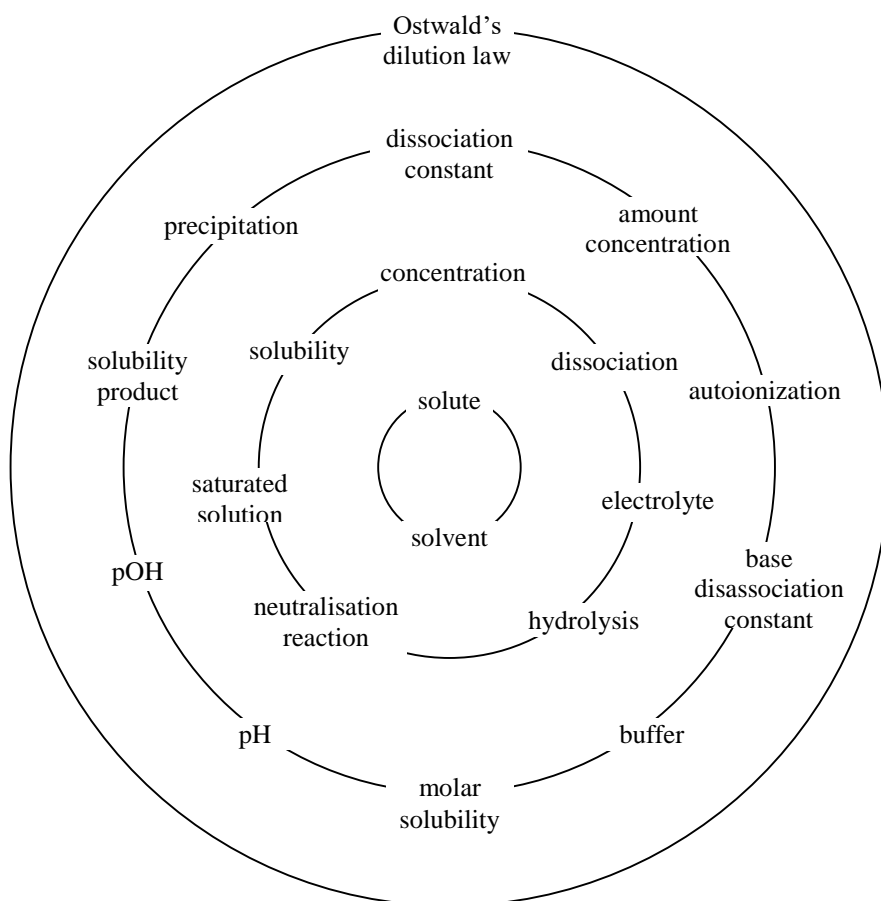 Ostwald’s
dilution law
dissociation
constant
amount
concentration
precipitation
concentration
solubility
dissociation
solubility
product
autoionization
solute
saturated
solution
electrolyte
solvent
pOH
base
disassociation
constant
neutralisation
reaction
hydrolysis
pH
buffer
molar
solubility